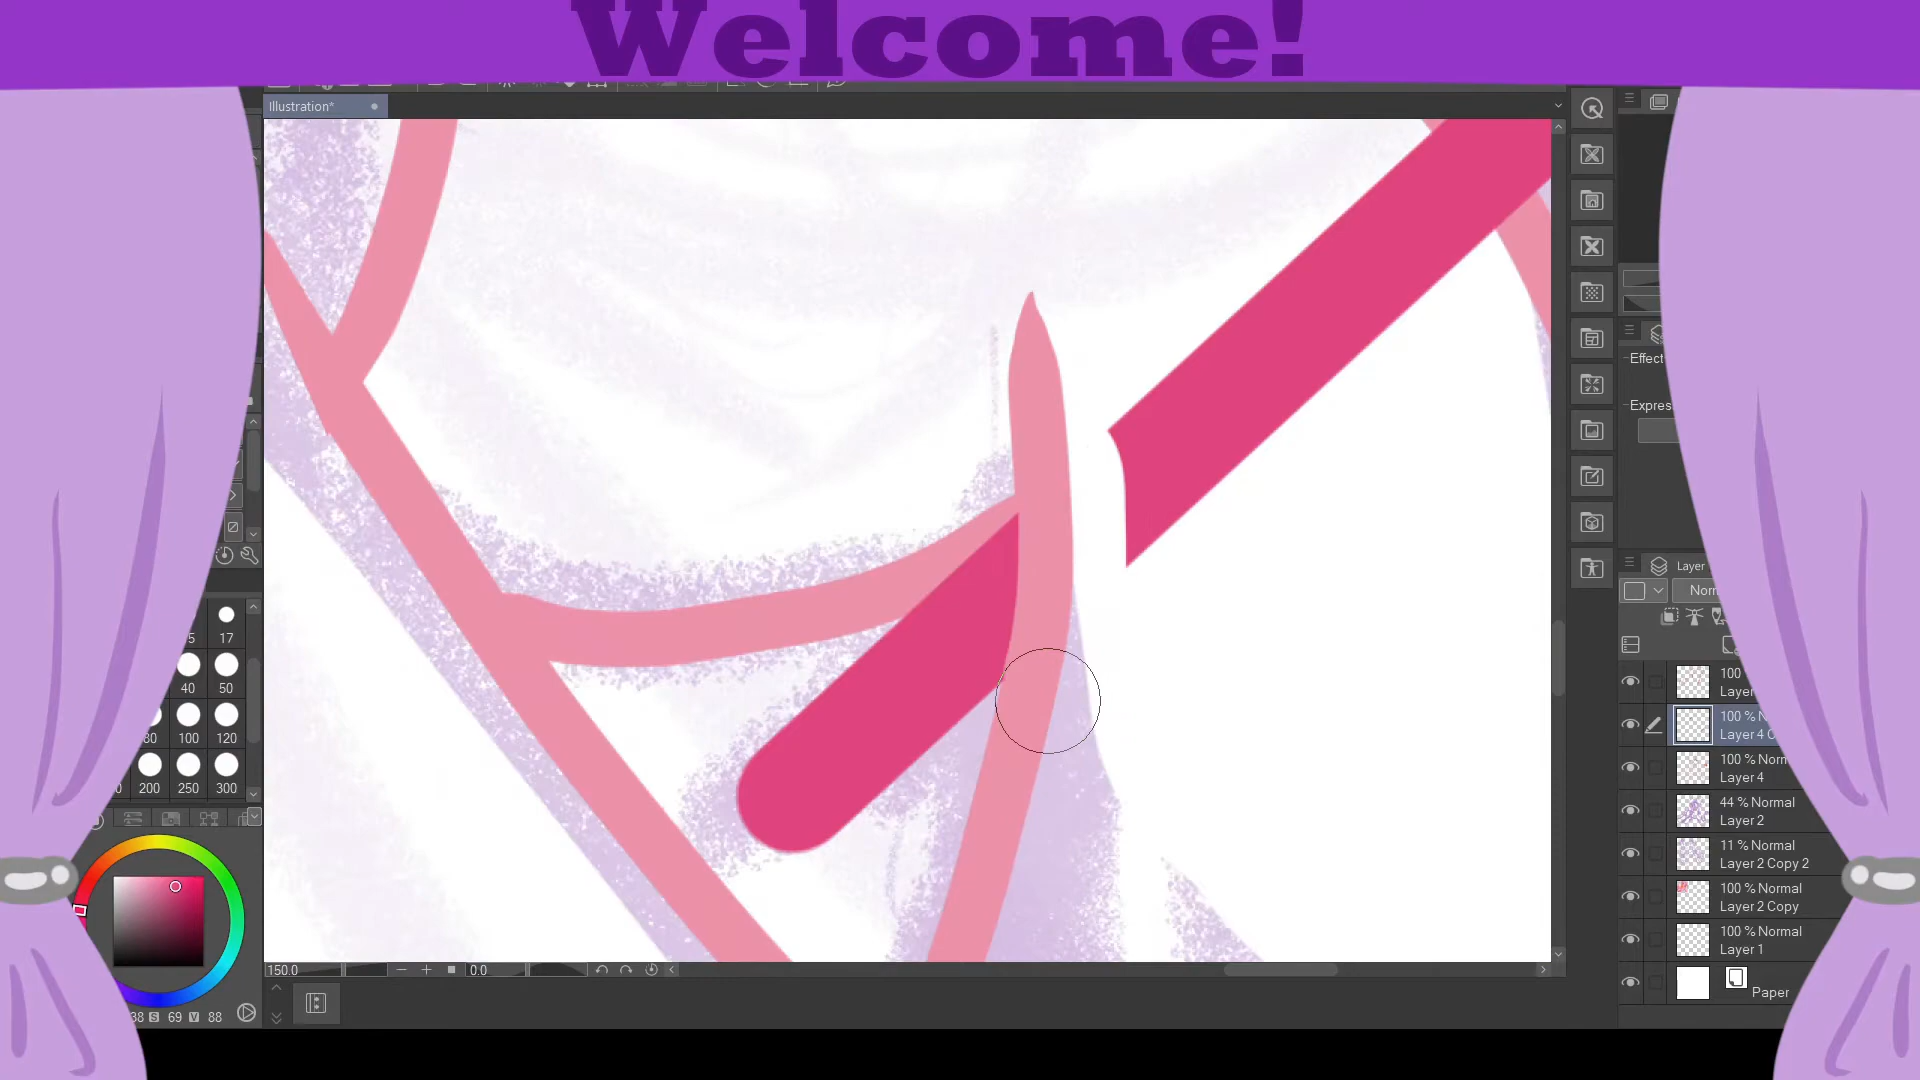 Welcome!
Illustration*
Effect
Expres
Layer
Norm
5
17
40
50
80
100
120
200
250
300
100
Layer
100 % N
Layer 4 C
100 % Norm
Layer 4
44 % Normal
Layer 2
11 % Normal
Layer 2 Copy 2
100 % Normal
Layer 2 Copy
100 % Normal
Layer 1
Paper
150.0
0.0
38 S 69 V 88